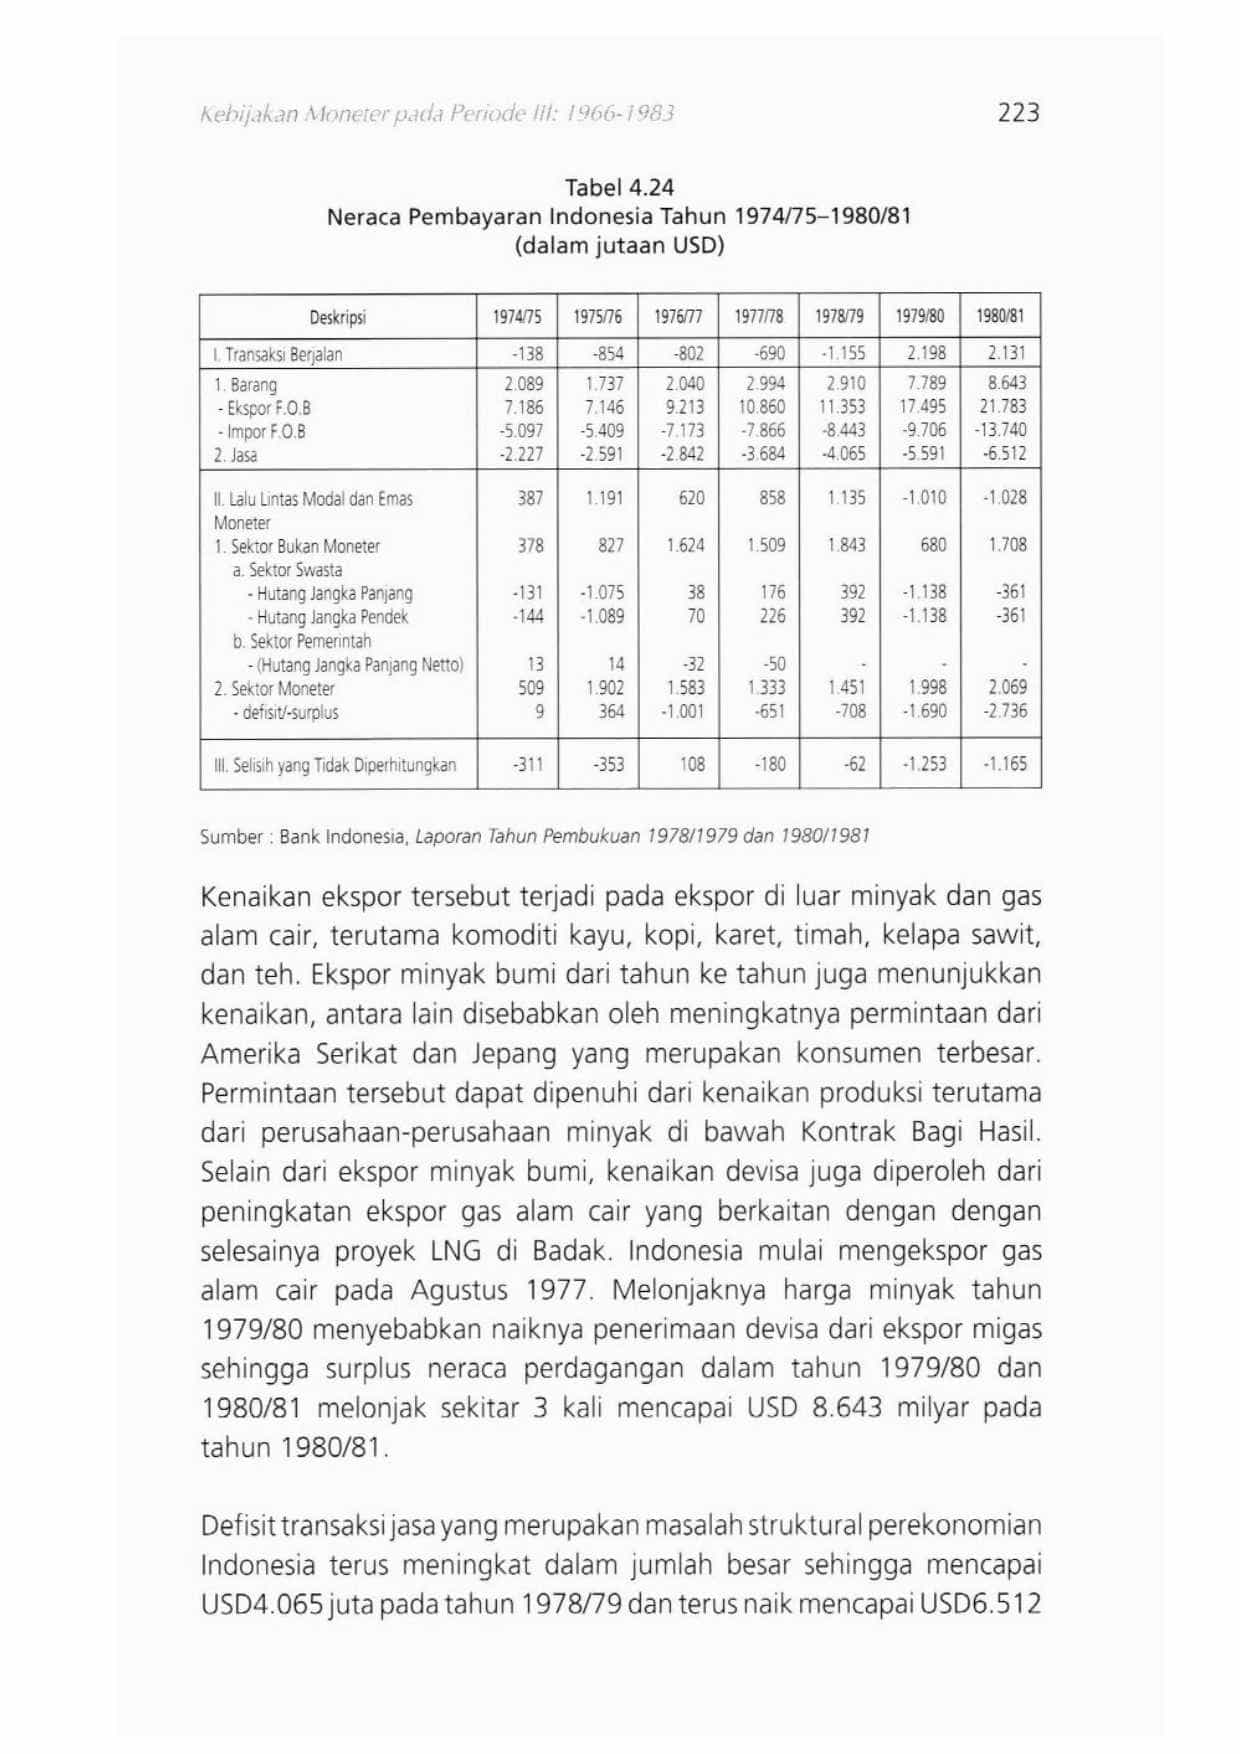 Kebijakan Moneter pada Periode III: 1966-1983 223
Tabel 4.24
Neraca Pembayaran Indonesia Tahun 1974/75–1980/81
(dalam jutaan USD)
Deskripsi 1974/75 1975/76 1976/77 1977/78 1978/79 1979/80 1980/81
I. Transaksi Berjalan -138 -854 -802 -690 -1.155 2.198 2.131
1. Barang 2.089 1.737 2.040 2.994 2.910 7.789 8.643
- Ekspor F.O.B 7.186 7.146 9.213 10.860 11.353 17.495 21.783
- Impor F.O.B -5.097 -5.409 -7.173 -7.866 -8.443 -9.706 -13.740
2. Jasa -2.227 -2.591 -2.842 -3.684 -4.065 -5.591 -6.512
II. Lalu Lintas Modal dan Emas 387 1.191 620 858 1.135 -1.010 -1.028
Moneter
1. Sektor Bukan Moneter 378 827 1.624 1.509 1.843 680 1.708
a. Sektor Swasta
- Hutang Jangka Panjang -131 -1.075 38 176 392 -1.138 -361
- Hutang Jangka Pendek -144 -1.089 70 226 392 -1.138 -361
b. Sektor Pemerintah
- (Hutang Jangka Panjang Netto) 13 14 -32 -50 - - -
2. Sektor Moneter 509 1.902 1.583 1.333 1.451 1.998 2.069
- defisit/-surplus 9 364 -1.001 -651 -708 -1.690 -2.736
III. Selisih yang Tidak Diperhitungkan -311 -353 108 -180 -62 -1.253 -1.165
Sumber : Bank Indonesia, Laporan Tahun Pembukuan 1978/1979 dan 1980/1981
Kenaikan ekspor tersebut terjadi pada ekspor di luar minyak dan gas
alam cair, terutama komoditi kayu, kopi, karet, timah, kelapa sawit,
dan teh. Ekspor minyak bumi dari tahun ke tahun juga menunjukkan
kenaikan, antara lain disebabkan oleh meningkatnya permintaan dari
Amerika Serikat dan Jepang yang merupakan konsumen terbesar.
Permintaan tersebut dapat dipenuhi dari kenaikan produksi terutama
dari perusahaan-perusahaan minyak di bawah Kontrak Bagi Hasil.
Selain dari ekspor minyak bumi, kenaikan devisa juga diperoleh dari
peningkatan ekspor gas alam cair yang berkaitan dengan dengan
selesainya proyek LNG di Badak. Indonesia mulai mengekspor gas
alam cair pada Agustus 1977. Melonjaknya harga minyak tahun
1979/80 menyebabkan naiknya penerimaan devisa dari ekspor migas
sehingga surplus neraca perdagangan dalam tahun 1979/80 dan
1980/81 melonjak sekitar 3 kali mencapai USD 8.643 milyar pada
tahun 1980/81.
Defisit transaksi jasa yang merupakan masalah struktural perekonomian
Indonesia terus meningkat dalam jumlah besar sehingga mencapai
USD4.065 juta pada tahun 1978/79 dan terus naik mencapai USD6.512